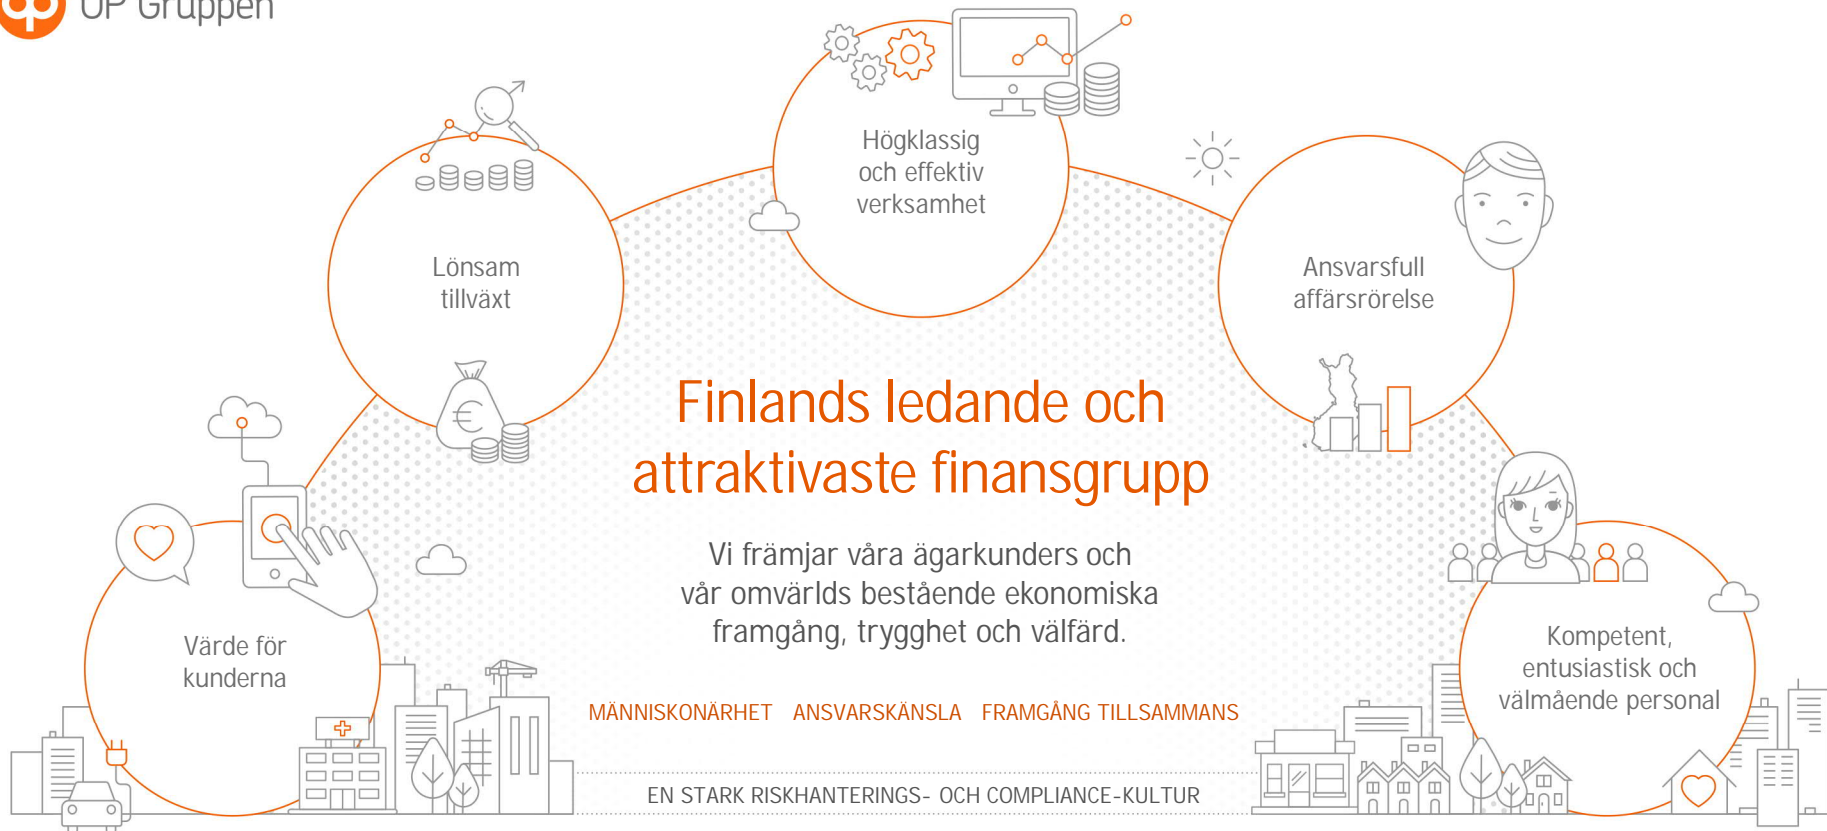 OP Gruppen
Högklassig
och effektiv
verksamhet
Lönsam
tillväxt
Ansvarsfull
affärsrörelse
Finlands ledande och
attraktivaste finansgrupp
Vi främjar våra ägarkunders och
vår omvärlds bestående ekonomiska
framgång, trygghet och välfärd.
Värde för
kunderna
Kompetent,
entusiastisk och
välmående personal
MÄNNISKONÄRHET ANSVARSKÄNSLA FRAMGÅNG TILLSAMMANS
EN STARK RISKHANTERINGS- OCH COMPLIANCE-KULTUR